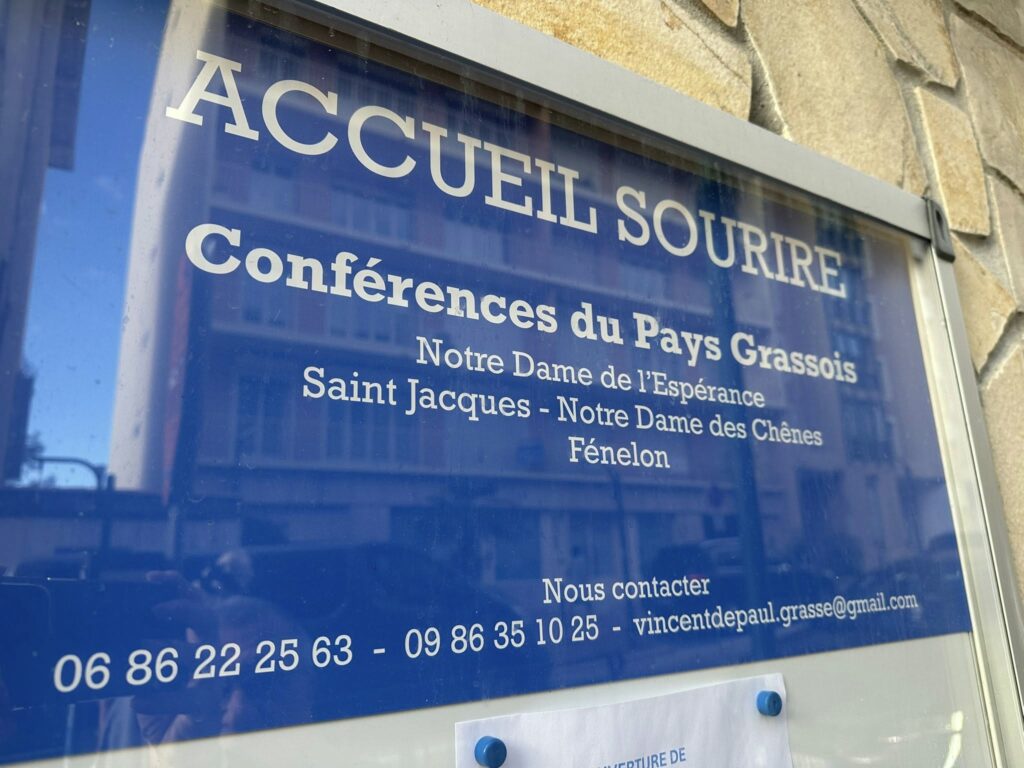 ACCUEIL SOURIRE
Conférences du Pays Grassois
Notre Dame de l'Espérance
Saint Jacques - Notre Dame des Chênes
Fénelon
Nous contacter
06 86 22 25 63 - 09 86 35 10 25 - vincentdepaul.grasse@gmail.com
DE